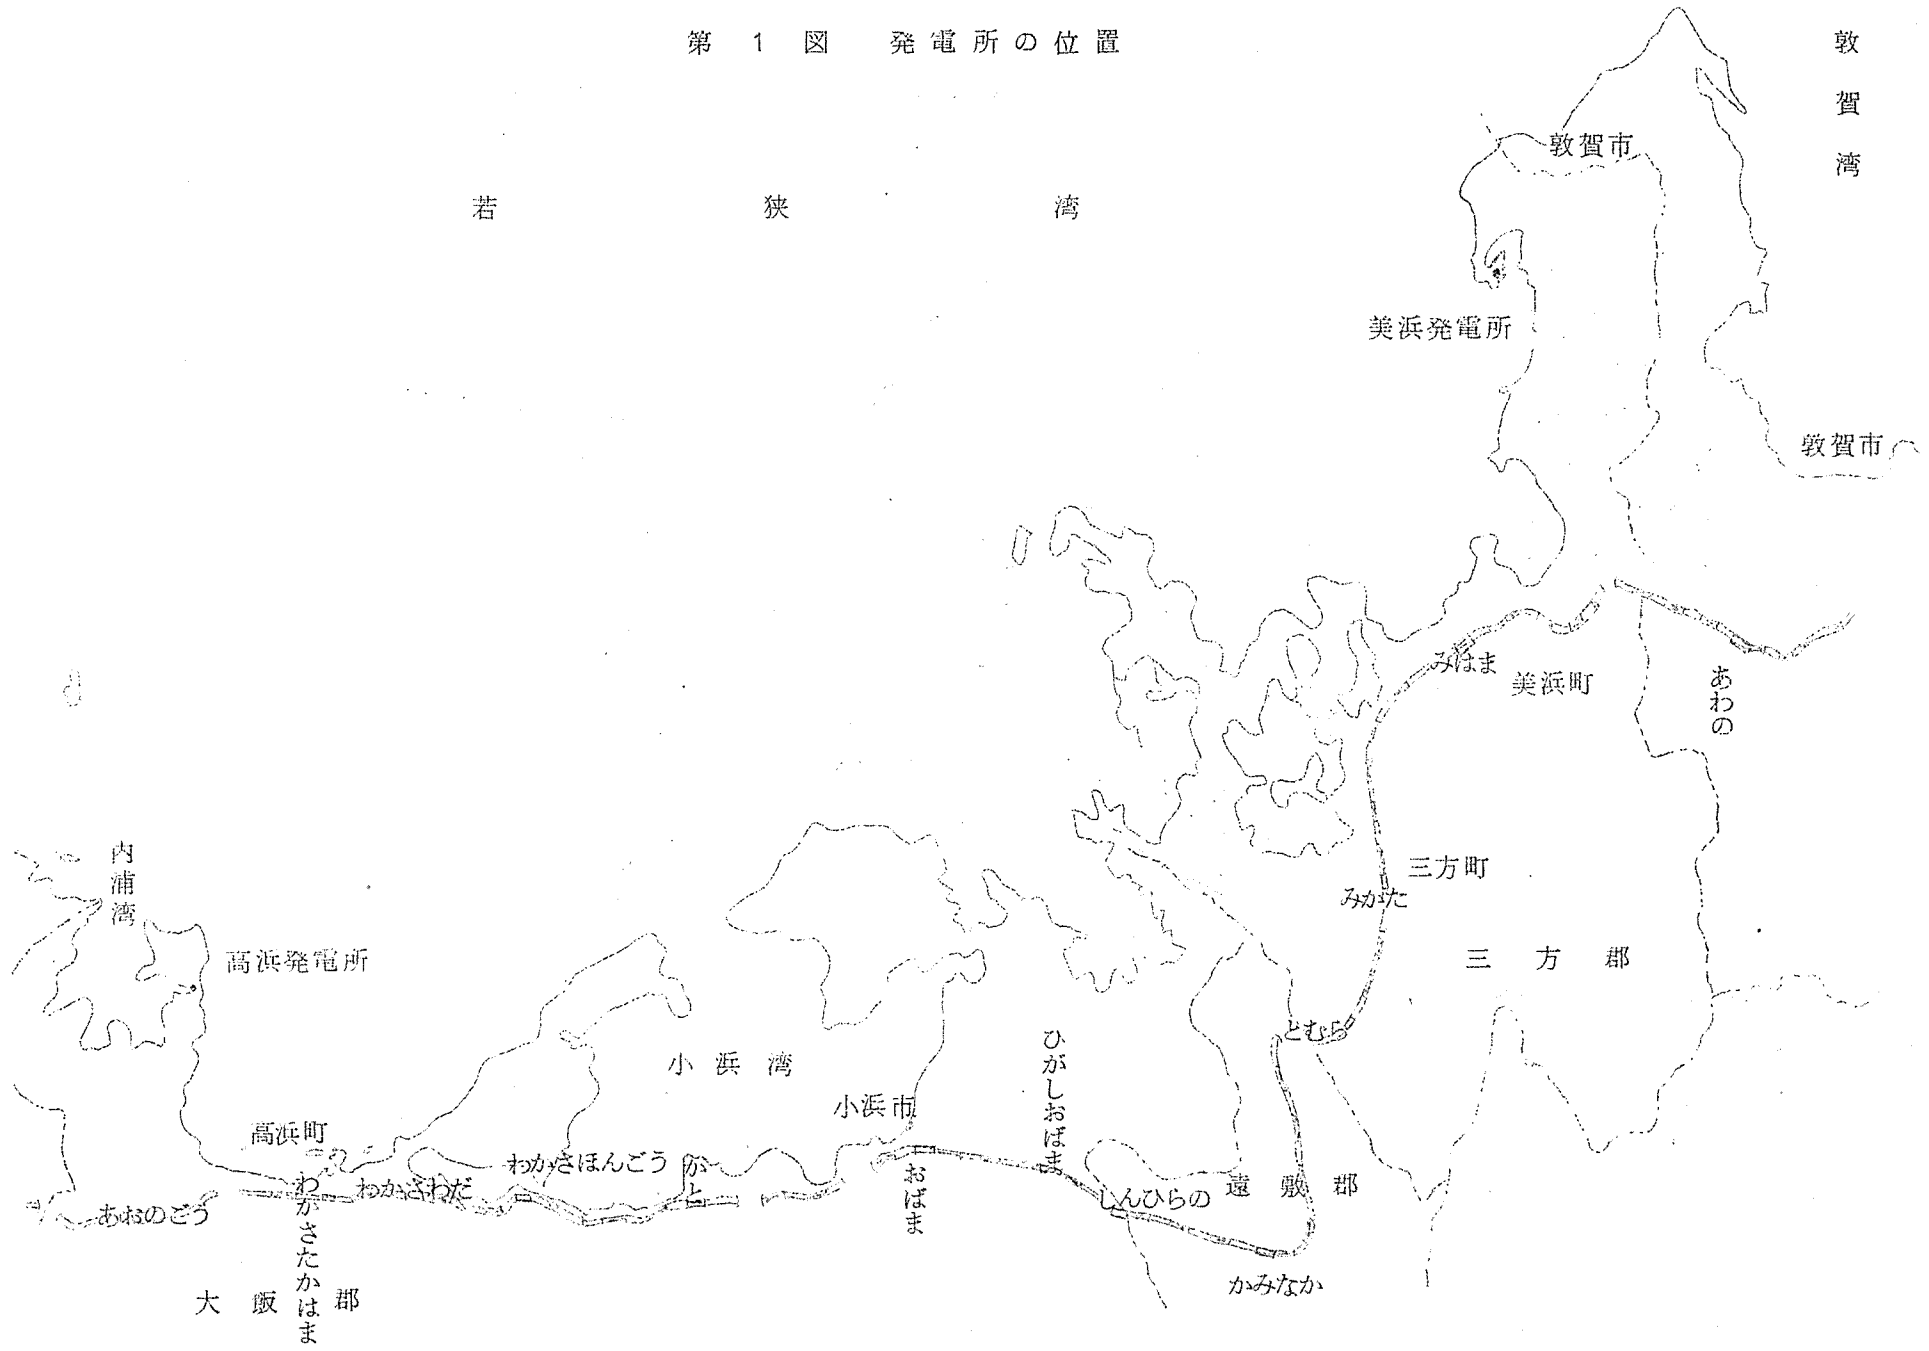 第1図 発電所の位置
敦賀湾
敦賀市
若狭湾
美浜発電所
敦賀市
みはま
美浜町
あわの
内浦湾
三方町
みかた
高浜発電所
三方郡
とむら
小浜湾
ひがしおばま
小浜市
高浜町
わかさほんごう
かと
わかさわだ
わかさたかはま
おばま
しんひらの
遠敷郡
あおのごう
かみなか
大飯郡